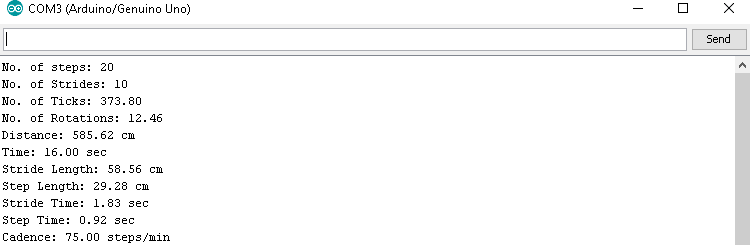 COM3 (Arduino/Genuino Uno)
Send
No. of steps: 20
No. of Strides: 10
No. of Ticks: 373.80
No. of Rotations: 12.46
Distance: 585.62 cm
Time: 16.00 sec
Stride Length: 58.56 cm
Step Length: 29.28 cm
Stride Time: 1.83 sec
Step Time: 0.92 sec
Cadence: 75.00 steps/min